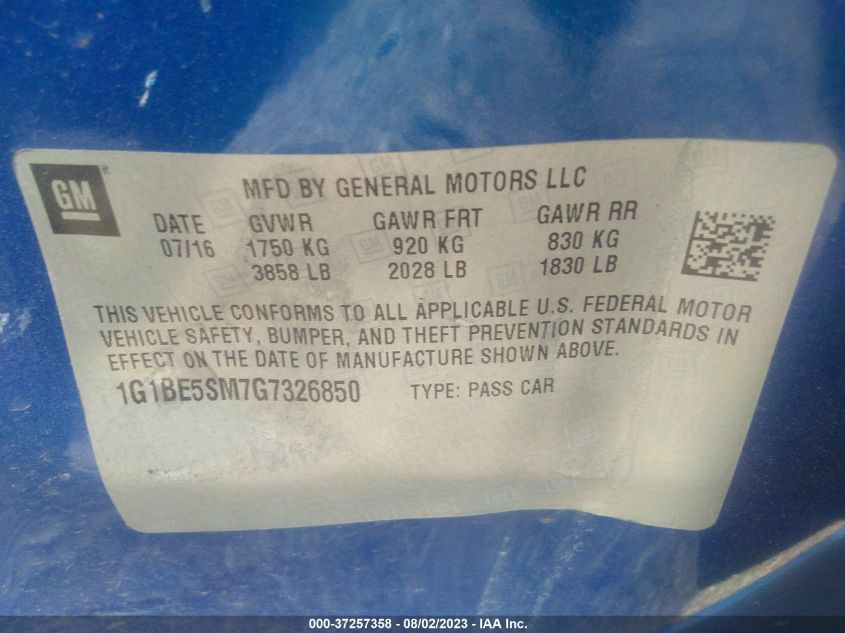 GM
MFD BY GENERAL MOTORS LLC
DATE GVWR GAWR FRT GAWR RR
07/16 1750 KG 920 KG 830 KG
3858 LB 2028 LB 1830 LB
THIS VEHICLE CONFORMS TO ALL APPLICABLE U.S. FEDERAL MOTOR
VEHICLE SAFETY, BUMPER, AND THEFT PREVENTION STANDARDS IN
EFFECT ON THE DATE OF MANUFACTURE SHOWN ABOVE.
1G1BE5SM7G7326850 TYPE: PASS CAR
000-37257358 - 08/02/2023 - IAA Inc.